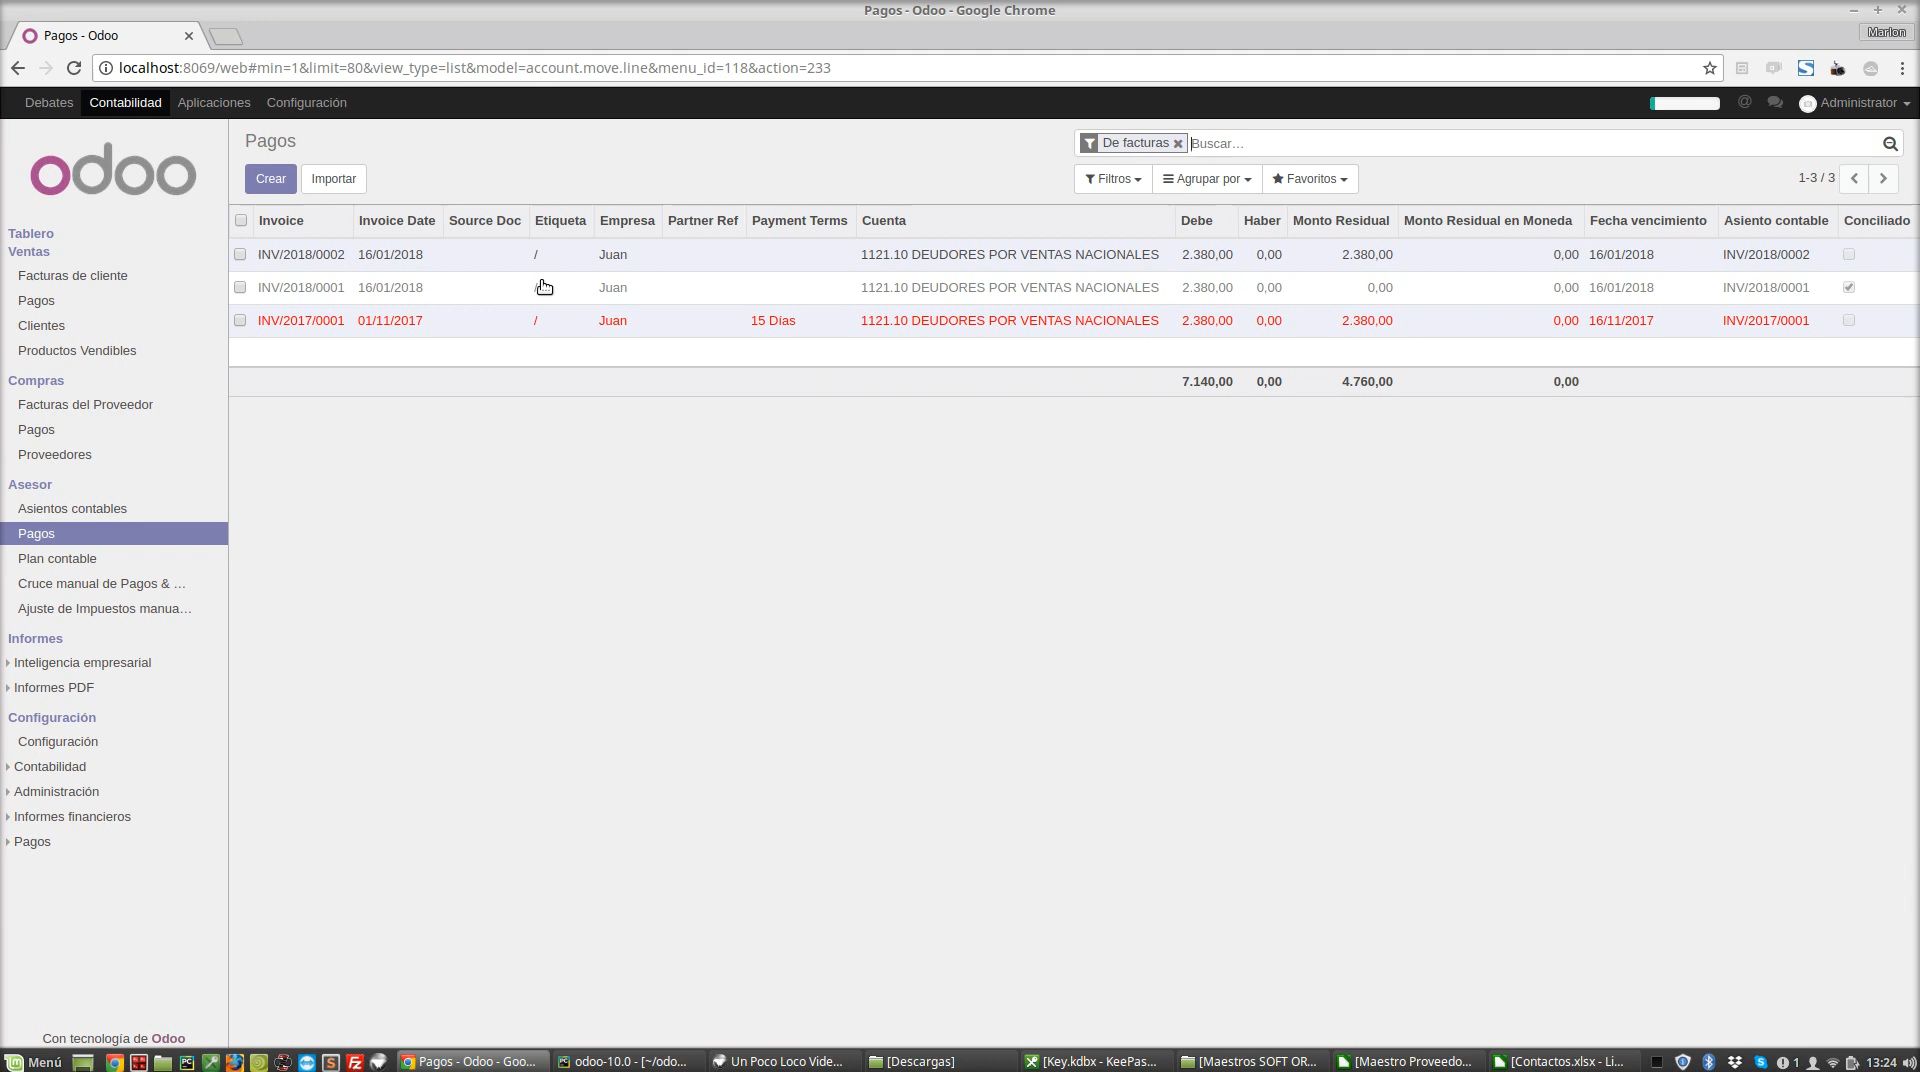 Pagos - Odoo - Google Chrome
Pagos - Odoo
Marlon
localhost:8069/web#min=1&limit=80&view_type=list&model=account.move.line&menu_id=118&action=233
Debates Contabilidad Aplicaciones Configuración
Administrator
odoo
Pagos
De facturas Buscar...
Crear Importar
Filtros Agrupar por Favoritos
1-3 / 3
Invoice Invoice Date Source Doc Etiqueta Empresa Partner Ref Payment Terms Cuenta Debe Haber Monto Residual Monto Residual en Moneda Fecha vencimiento Asiento contable Conciliado
INV/2018/0002 16/01/2018 / Juan 1121.10 DEUDORES POR VENTAS NACIONALES 2.380,00 0,00 2.380,00 0,00 16/01/2018 INV/2018/0002
INV/2018/0001 16/01/2018 / Juan 1121.10 DEUDORES POR VENTAS NACIONALES 2.380,00 0,00 0,00 0,00 16/01/2018 INV/2018/0001
INV/2017/0001 01/11/2017 / Juan 15 Días 1121.10 DEUDORES POR VENTAS NACIONALES 2.380,00 0,00 2.380,00 0,00 16/11/2017 INV/2017/0001
7.140,00 0,00 4.760,00 0,00
Tablero
Ventas
Facturas de cliente
Pagos
Clientes
Productos Vendibles
Compras
Facturas del Proveedor
Pagos
Proveedores
Asesor
Asientos contables
Pagos
Plan contable
Cruce manual de Pagos & ...
Ajuste de Impuestos manua...
Informes
Inteligencia empresarial
Informes PDF
Configuración
Configuración
Contabilidad
Administración
Informes financieros
Pagos
Con tecnología de Odoo
Menú Pagos - Odoo - Goo... odoo-10.0 - [~/odo... Un Poco Loco Vide... [Descargas] [Key.kdbx - KeePas... [Maestros SOFT OR... [Maestro Proveedo... [Contactos.xlsx - Li... 1 13:24